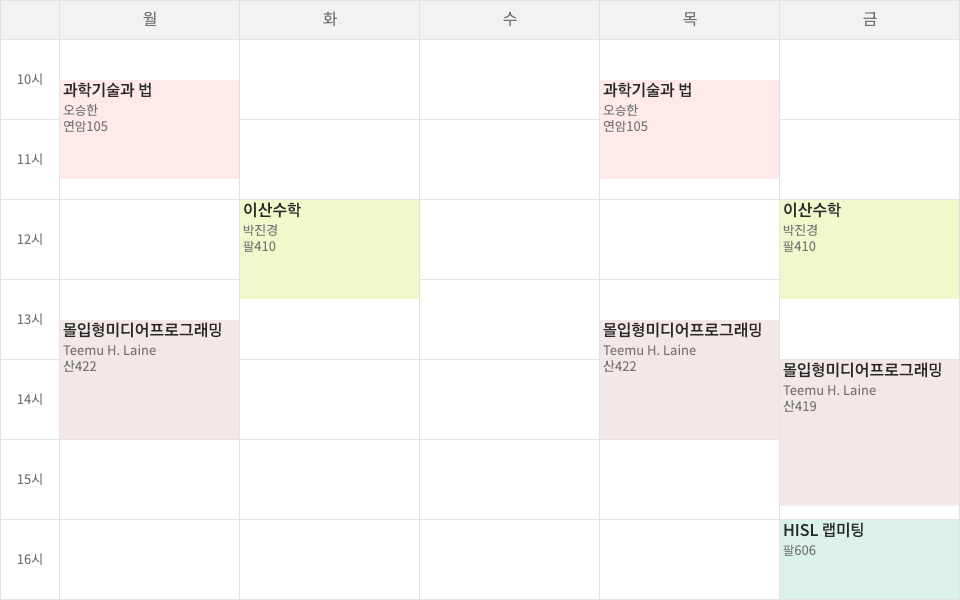 월
화
수
목
금
10시
11시
12시
13시
14시
15시
16시
과학기술과 법
오승한
연암105
몰입형미디어프로그래밍
Teemu H. Laine
산422
이산수학
박진경
팔410
과학기술과 법
오승한
연암105
몰입형미디어프로그래밍
Teemu H. Laine
산422
이산수학
박진경
팔410
몰입형미디어프로그래밍
Teemu H. Laine
산419
HISL 랩미팅
팔606